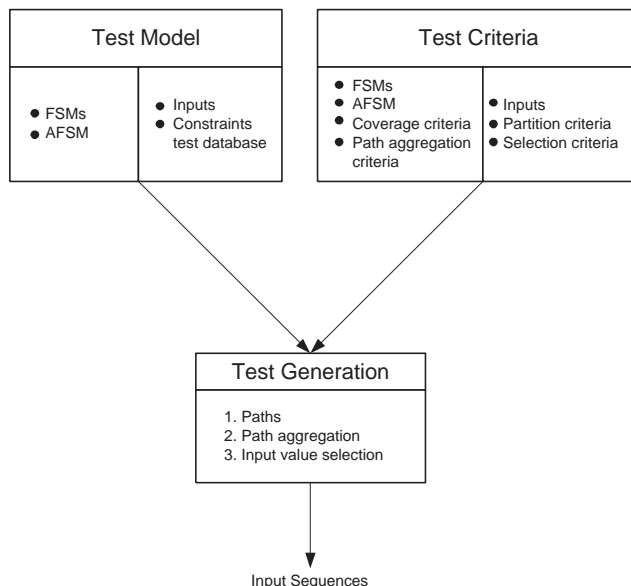 Test Model
FSMs
AFSM
Inputs
Constraints
test database
Test Criteria
FSMs
AFSM
Coverage criteria
Path aggregation
criteria
Inputs
Partition criteria
Selection criteria
Test Generation
1. Paths
2. Path aggregation
3. Input value selection
Input Sequences